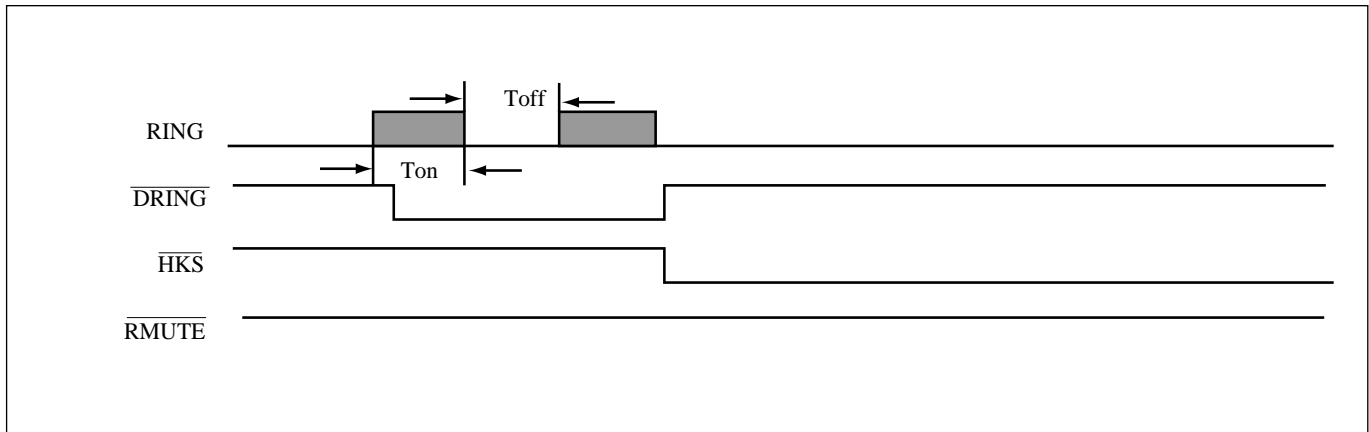 Toff
RING
Ton
DRING
HKS
RMUTE